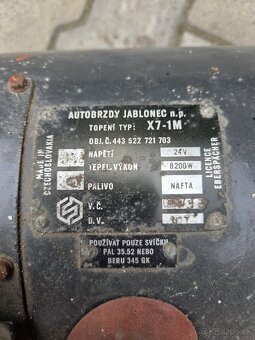 AUTOBRZDY JABLONEC n.p.
TOPENÍ TYP: X7-1M
OBJ.Č. 443 522 721 703
MADE IN
CZECHOSLOVAKIA
NAPĚTÍ 24V
TEPEL.VÝKON 8200W
PALIVO NAFTA
V.Č.
D.V.
LICENCE
EBERSPÄCHER
POUŽÍVAT POUZE SVÍČKU
PAL 35.52 NEBO
BERU 345 GK